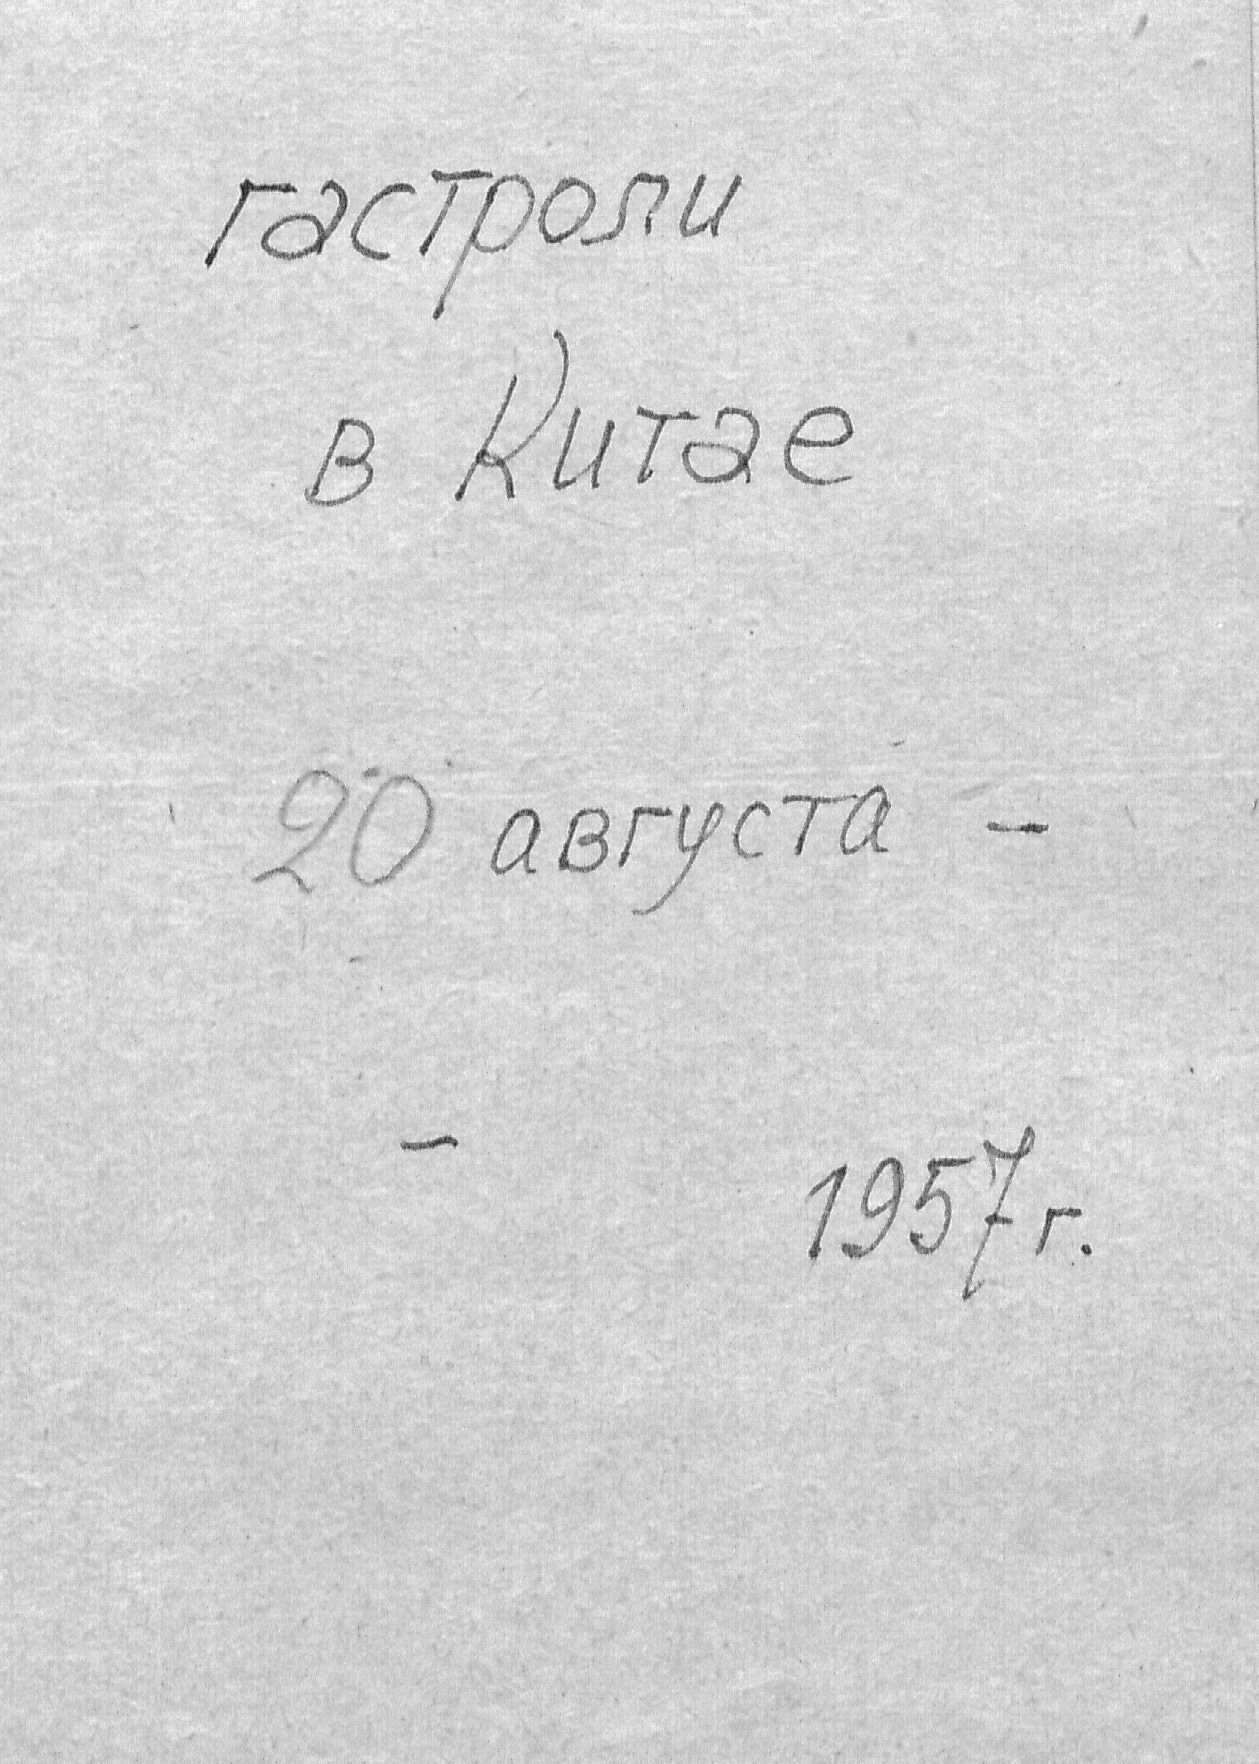 гастроли
в Китае
20 августа –
– 1957 г.